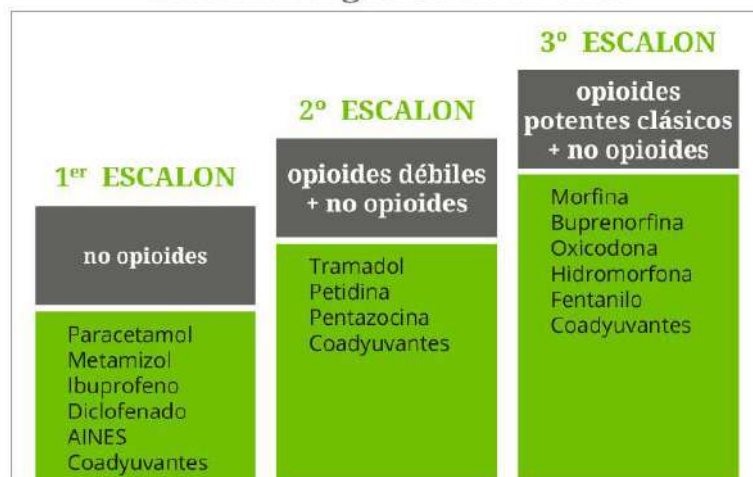 1er ESCALON
no opioides
Paracetamol
Metamizol
Ibuprofeno
Diclofenado
AINES
Coadyuvantes
2º ESCALON
opioides débiles
+ no opioides
Tramadol
Petidina
Pentazocina
Coadyuvantes
3º ESCALON
opioides
potentes clásicos
+ no opioides
Morfina
Buprenorfina
Oxicodona
Hidromorfona
Fentanilo
Coadyuvantes